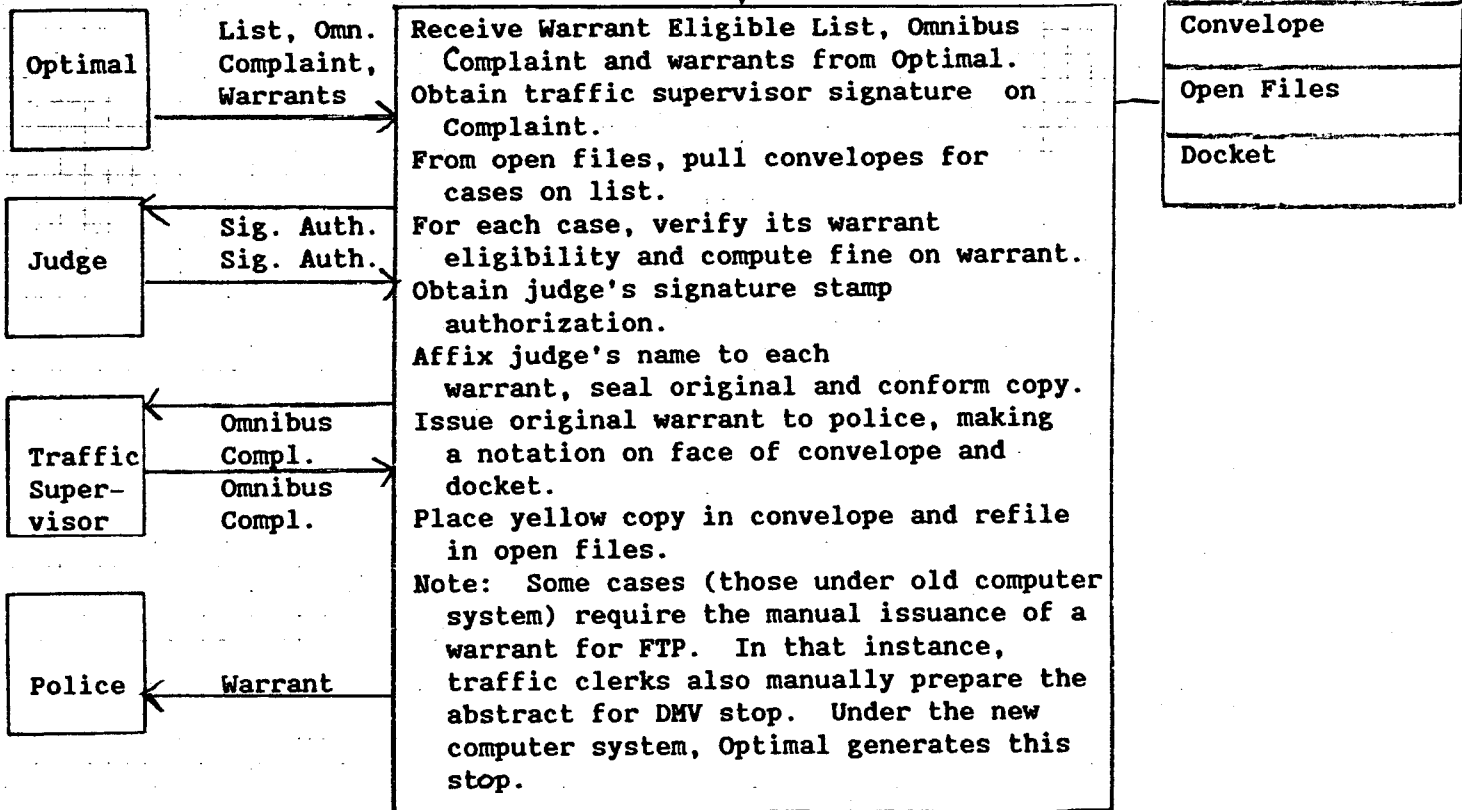 Optimal
List, Omn.
Complaint,
Warrants
Judge
Sig. Auth.
Sig. Auth.
Traffic
Super-
visor
Omnibus
Compl.
Omnibus
Compl.
Police
Warrant
Receive Warrant Eligible List, Omnibus
Complaint and warrants from Optimal.
Obtain traffic supervisor signature on
Complaint.
From open files, pull convelopes for
cases on list.
For each case, verify its warrant
eligibility and compute fine on warrant.
Obtain judge's signature stamp
authorization.
Affix judge's name to each
warrant, seal original and conform copy.
Issue original warrant to police, making
a notation on face of convelope and
docket.
Place yellow copy in convelope and refile
in open files.
Note: Some cases (those under old computer
system) require the manual issuance of a
warrant for FTP. In that instance,
traffic clerks also manually prepare the
abstract for DMV stop. Under the new
computer system, Optimal generates this
stop.
Convelope
Open Files
Docket